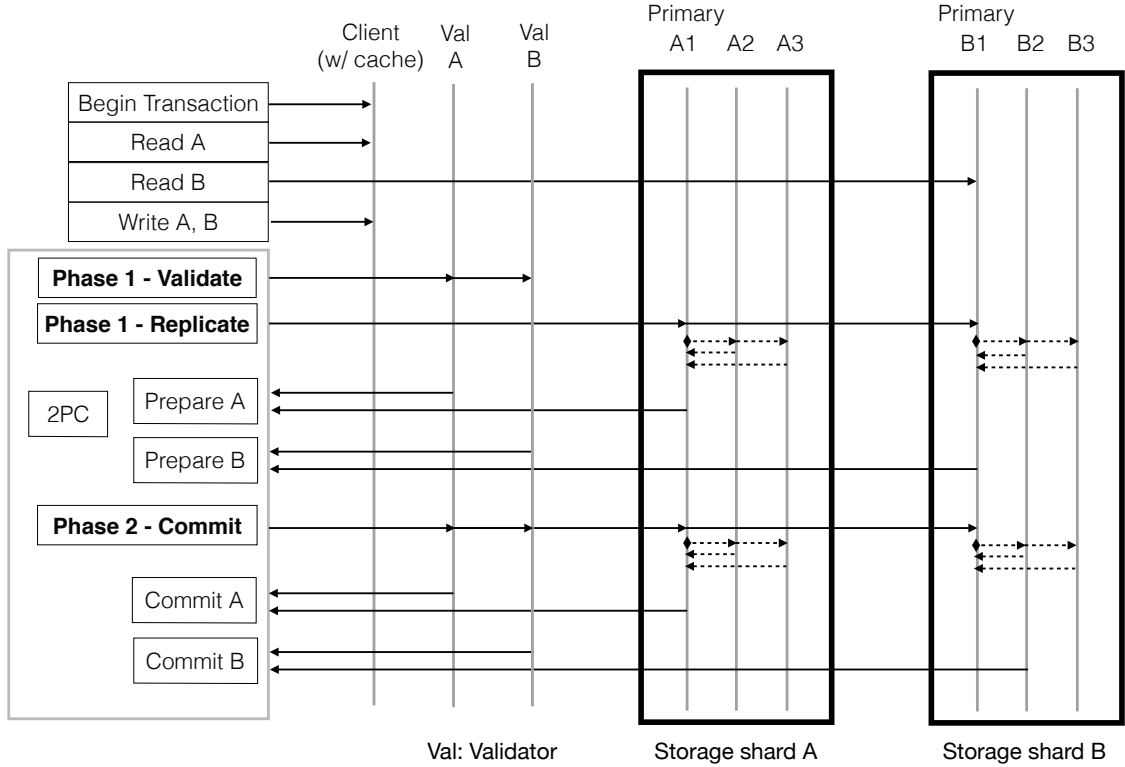 Primary
Primary
Client
(w/ cache)
Val
A
Val
B
A1
A2
A3
B1
B2
B3
Begin Transaction
Read A
Read B
Write A, B
Phase 1 - Validate
Phase 1 - Replicate
2PC
Prepare A
Prepare B
Phase 2 - Commit
Commit A
Commit B
Val: Validator
Storage shard A
Storage shard B